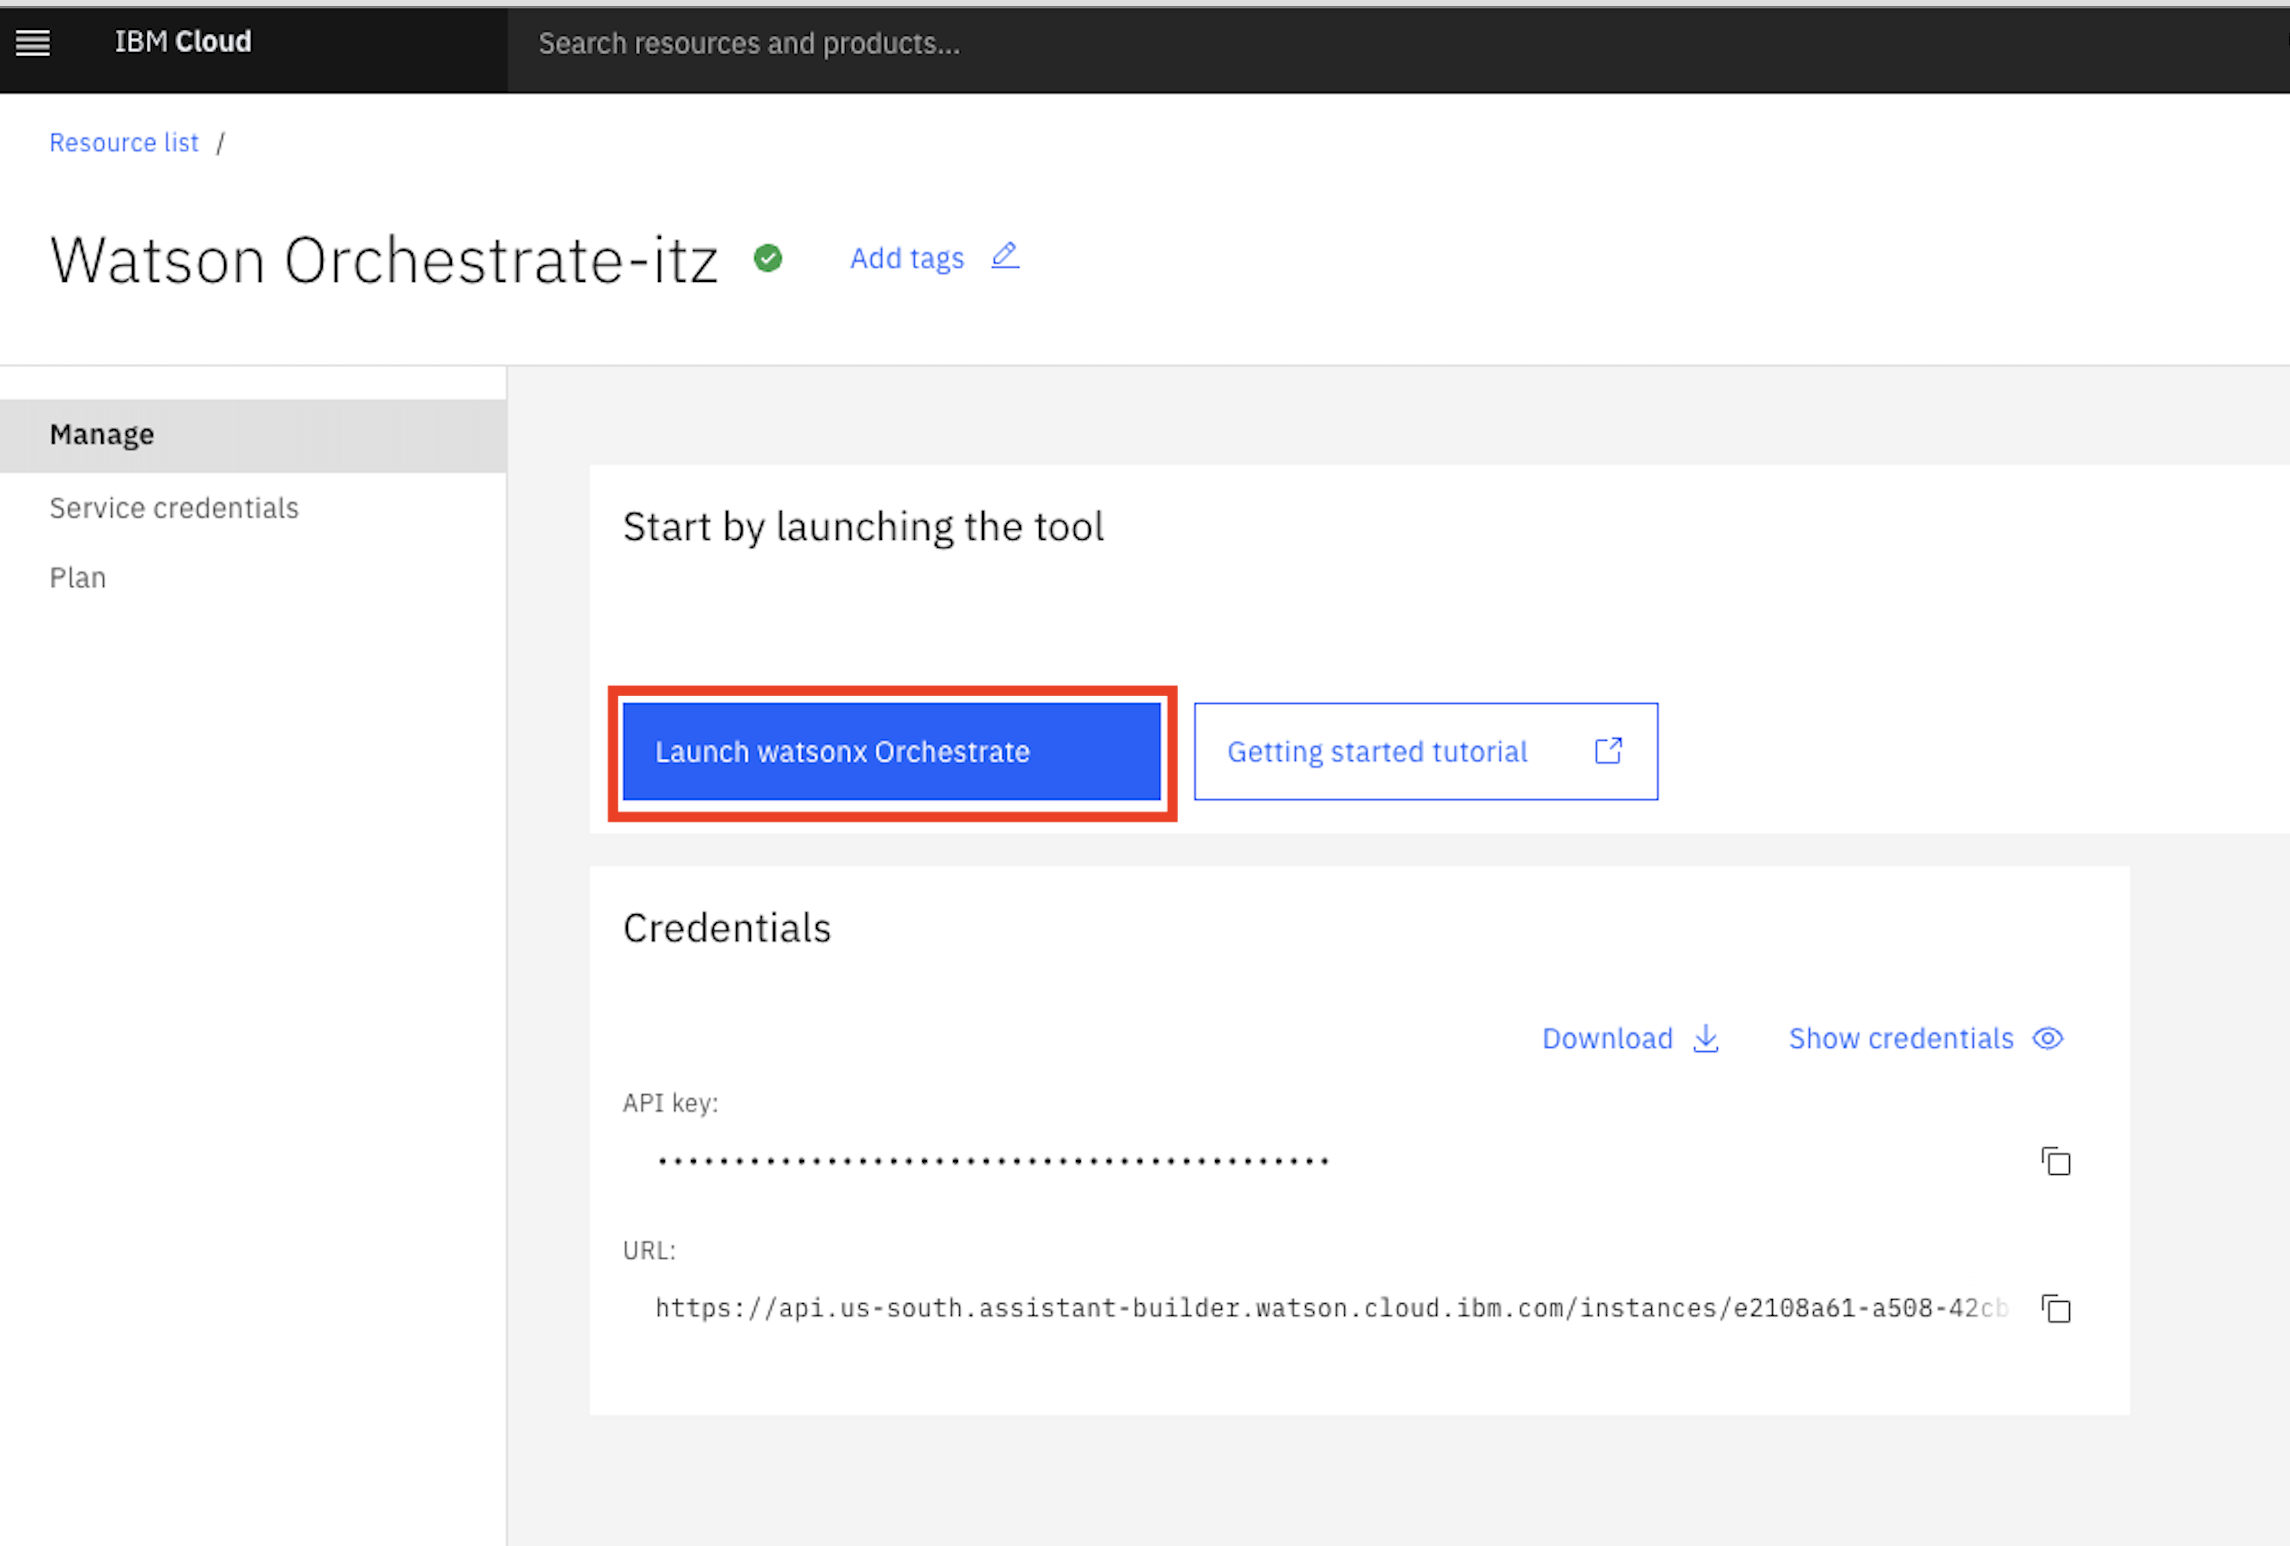 IBM Cloud
Search resources and products...
Resource list /
Watson Orchestrate-itz
Add tags
Manage
Service credentials
Plan
Start by launching the tool
Launch watsonx Orchestrate
Getting started tutorial
Credentials
Download
Show credentials
API key:
••••••••••••••••••••••••••••••••••••••••••••
URL:
https://api.us-south.assistant-builder.watson.cloud.ibm.com/instances/e2108a61-a508-42cb